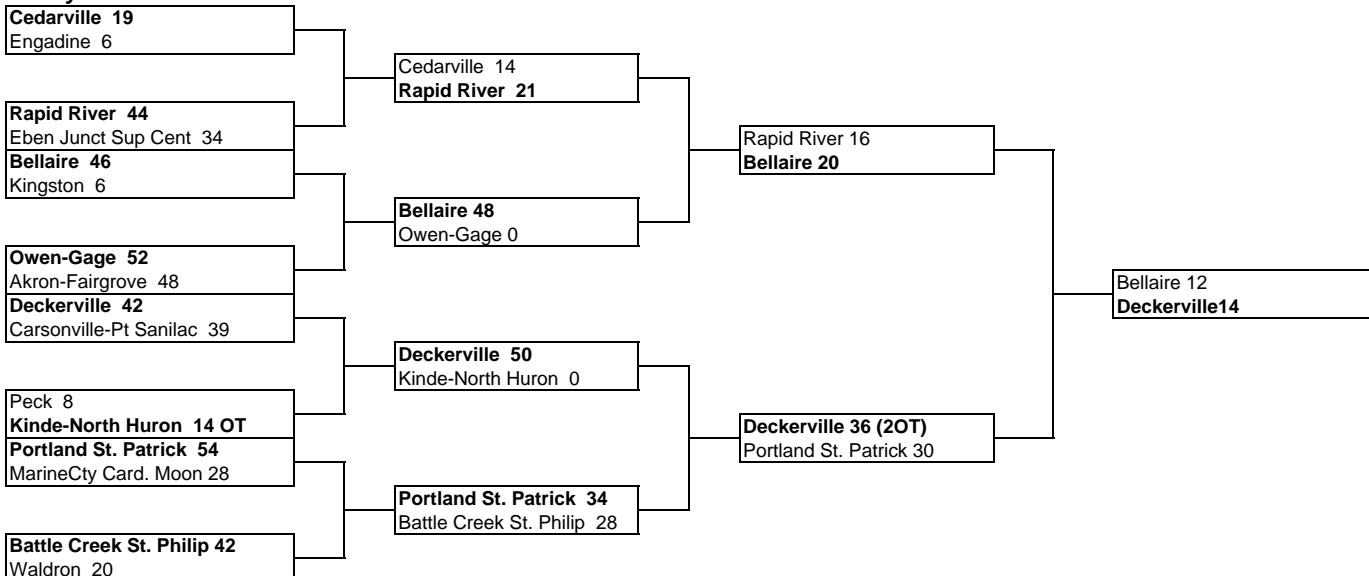 Cedarville 19
Engadine 6
Rapid River 44
Eben Junct Sup Cent 34
Bellaire 46
Kingston 6
Owen-Gage 52
Akron-Fairgrove 48
Deckerville 42
Carsonville-Pt Sanilac 39
Peck 8
Kinde-North Huron 14 OT
Portland St. Patrick 54
MarineCty Card. Moon 28
Battle Creek St. Philip 42
Waldron 20
Cedarville 14
Rapid River 21
Bellaire 48
Owen-Gage 0
Deckerville 50
Kinde-North Huron 0
Portland St. Patrick 34
Battle Creek St. Philip 28
Rapid River 16
Bellaire 20
Deckerville 36 (2OT)
Portland St. Patrick 30
Bellaire 12
Deckerville14